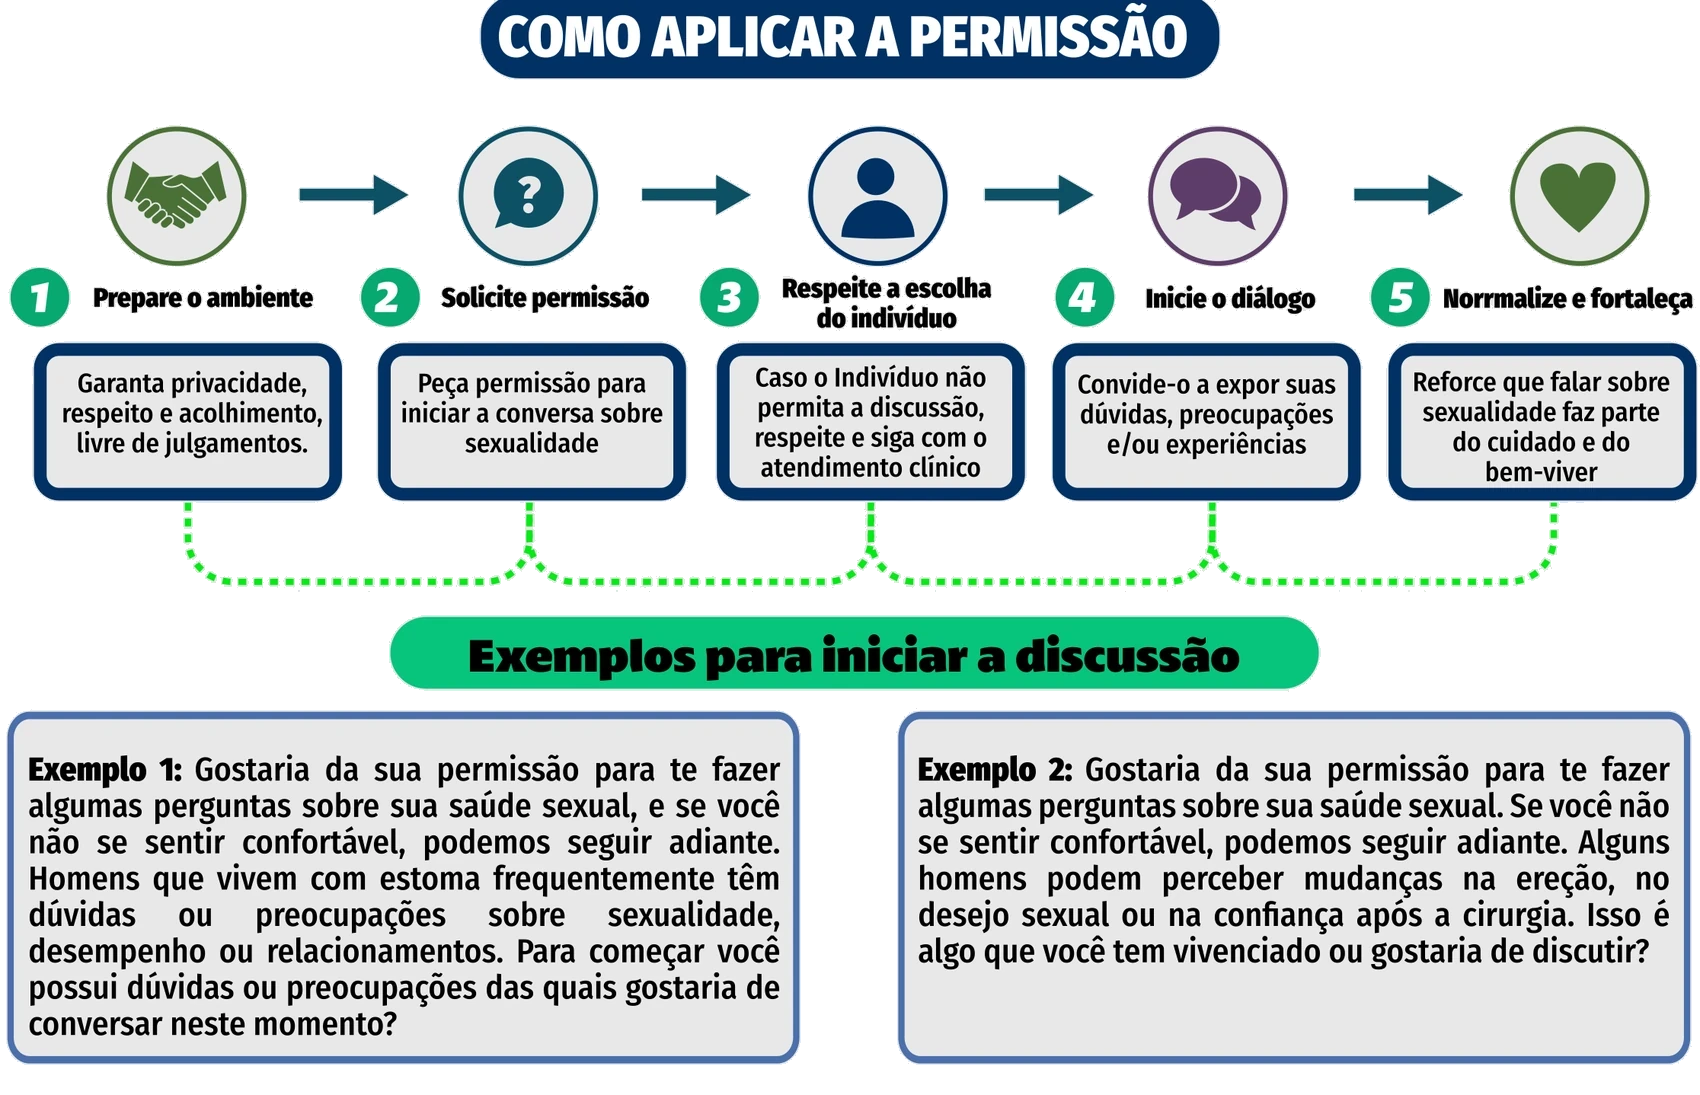 COMO APLICAR A PERMISSÃO
?
1 Prepare o ambiente
Garanta privacidade,
respeito e acolhimento,
livre de julgamentos.
2 Solicite permissão
Peça permissão para
iniciar a conversa sobre
sexualidade
3 Respeite a escolha
do indivíduo
Caso o Indivíduo não
permita a discussão,
respeite e siga com o
atendimento clínico
4 Inicie o diálogo
Convide-o a expor suas
dúvidas, preocupações
e/ou experiências
5 Norrmalize e fortaleça
Reforce que falar sobre
sexualidade faz parte
do cuidado e do
bem-viver
Exemplos para iniciar a discussão
Exemplo 1: Gostaria da sua permissão para te fazer
algumas perguntas sobre sua saúde sexual, e se você
não se sentir confortável, podemos seguir adiante.
Homens que vivem com estoma frequentemente têm
dúvidas ou preocupações sobre sexualidade,
desempenho ou relacionamentos. Para começar você
possui dúvidas ou preocupações das quais gostaria de
conversar neste momento?
Exemplo 2: Gostaria da sua permissão para te fazer
algumas perguntas sobre sua saúde sexual. Se você não
se sentir confortável, podemos seguir adiante. Alguns
homens podem perceber mudanças na ereção, no
desejo sexual ou na confiança após a cirurgia. Isso é
algo que você tem vivenciado ou gostaria de discutir?